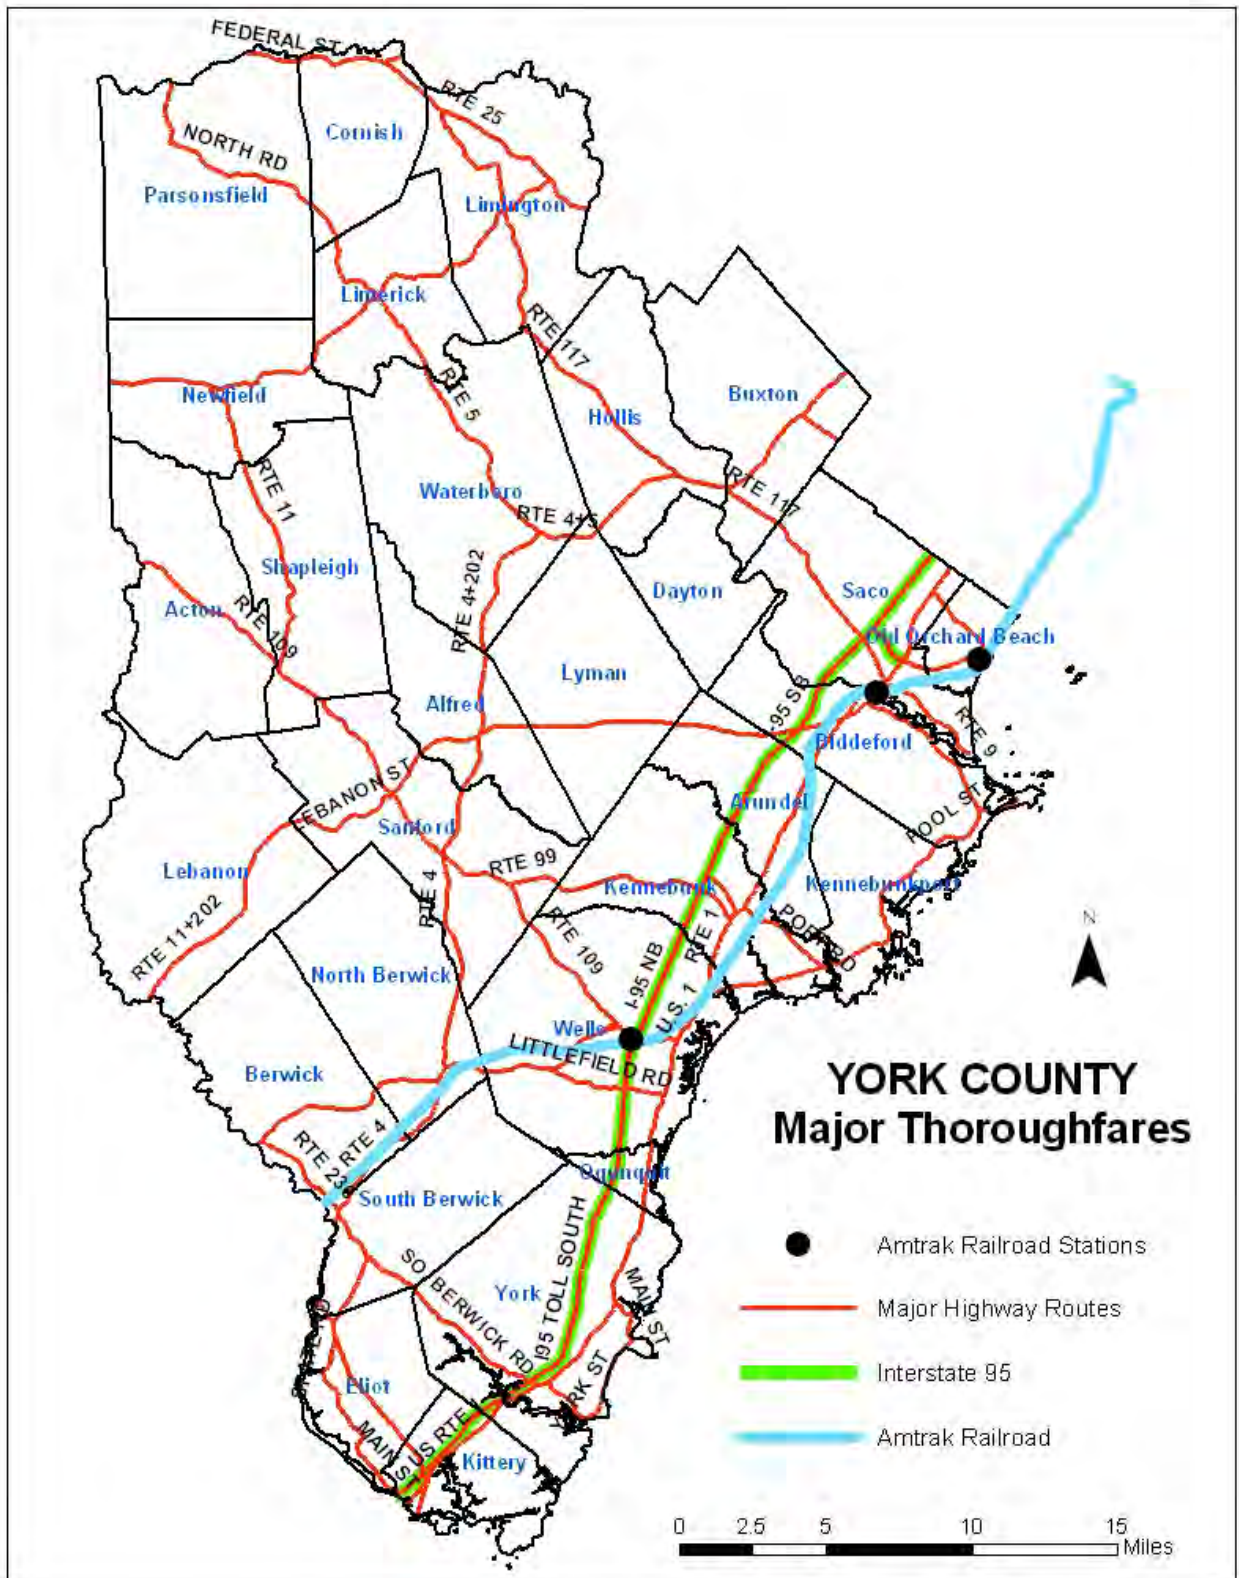 FEDERAL ST
RTE 25
Cornish
NORTH RD
Parsonsfield
Limington
Limerick
RTE 117
Newfield
RTE 5
Buxton
Hollis
RTE 11
Waterboro
RTE 4+5
RTE 117
Shapleigh
RTE 4+202
Dayton
Saco
Acton
RTE 109
Old Orchard Beach
Lyman
Alfred
I-95 SB
RTE 9
Biddeford
LEBANON ST
Arundel
POOL ST
Sanford
Lebanon
RTE 99
Kennebunk
Kennebunkport
RTE 4
RTE 11+202
RTE 109
RTE 1
PORT RD
N
North Berwick
I-95 NB
U.S. 1
Wells
LITTLEFIELD RD
Berwick
YORK COUNTY
Major Thoroughfares
RTE 4
RTE 236
Ogunquit
South Berwick
SO BERWICK RD
York
I95 TOLL SOUTH
MAIN ST
Eliot
YORK ST
MAIN ST
US RTE 1
Kittery
Amtrak Railroad Stations
Major Highway Routes
Interstate 95
Amtrak Railroad
0 2.5 5 10 15
Miles